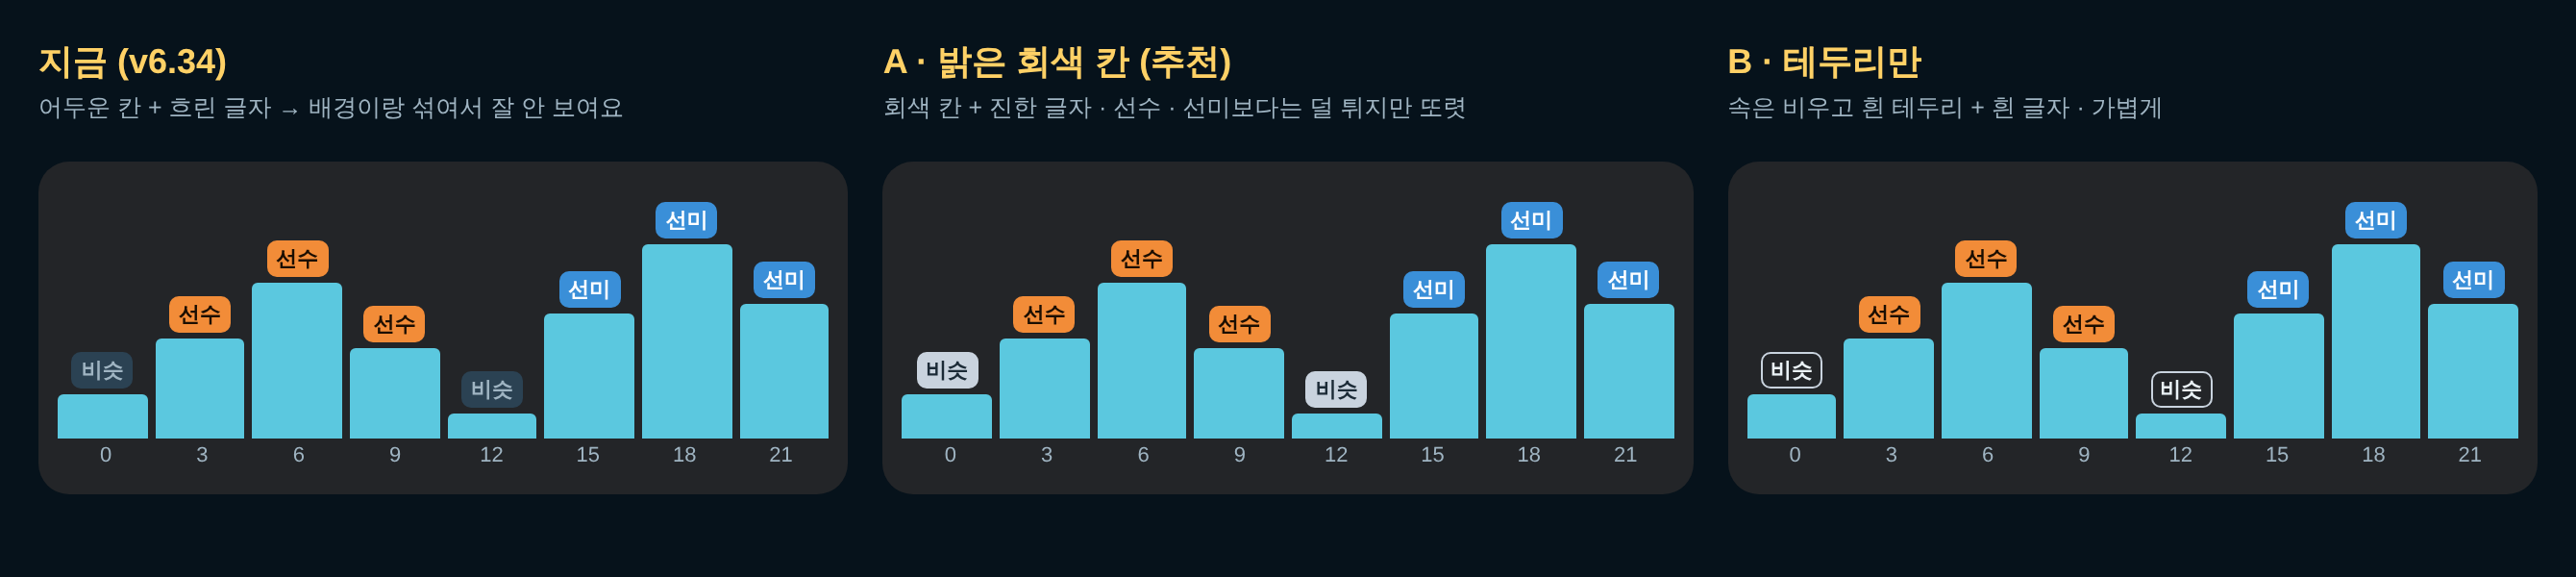 지금 (v6.34)
어두운 칸 + 흐린 글자 → 배경이랑 섞여서 잘 안 보여요
선미
선수
선미
선미
선수
선수
비슷
비슷
0 3 6 9 12 15 18 21
A · 밝은 회색 칸 (추천)
회색 칸 + 진한 글자 · 선수 · 선미보다는 덜 튀지만 또렷
선미
선수
선미
선미
선수
선수
비슷
비슷
0 3 6 9 12 15 18 21
B · 테두리만
속은 비우고 흰 테두리 + 흰 글자 · 가볍게
선미
선수
선미
선미
선수
선수
비슷
비슷
0 3 6 9 12 15 18 21